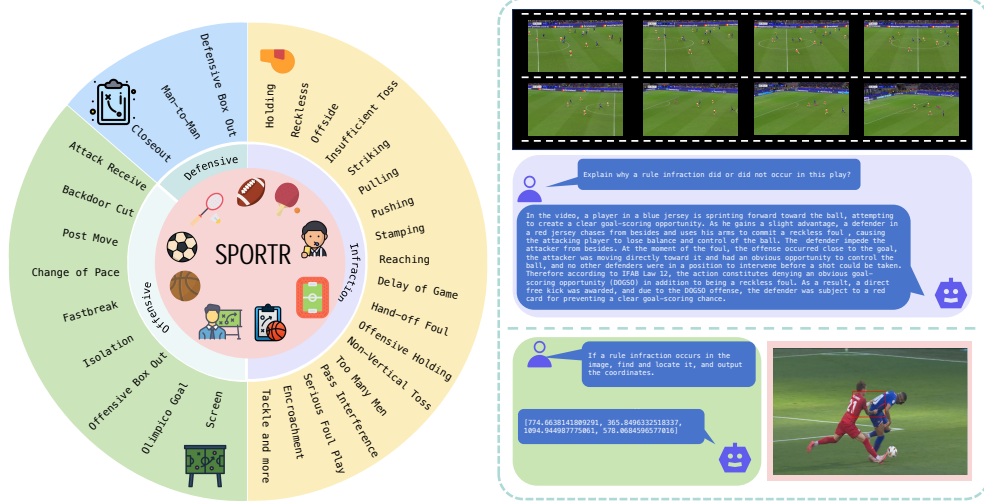 Defensive Box Out
Man-to-Man
Closeout
Defensive
Attack Receive
Backdoor Cut
Post Move
Change of Pace
Fastbreak
Isolation
Offensive Box Out
Olimpico Goal
Screen
Offensive
SPORTR
Infraction
Holding
Recklesss
Offside
Insufficient Toss
Striking
Pulling
Pushing
Stamping
Reaching
Delay of Game
Hand-off Foul
Offensive Holding
Non-Vertical Toss
Too Many Men
Pass Interference
Serious Foul Play
Encroachment
Tackle and more
Explain why a rule infraction did or did not occur in this play?
In the video, a player in a blue jersey is sprinting forward toward the ball, attempting
to create a clear goal-scoring opportunity. As he gains a slight advantage, a defender in
a red jersey chases from besides and uses his arms to commit a reckless foul , causing
the attacking player to lose balance and control of the ball. The  defender impede the
attacker from besides. At the moment of the foul, the offense occurred close to the goal,
the attacker was moving directly toward it and had an obvious opportunity to control the
ball, and no other defenders were in a position to intervene before a shot could be taken.
Therefore according to IFAB Law 12, the action constitutes denying an obvious goal-
scoring opportunity (DOGSO) in addition to being a reckless foul. As a result, a direct
free kick was awarded, and due to the DOGSO offense, the defender was subject to a red
card for preventing a clear goal-scoring chance.
If a rule infraction occurs in the
image, find and locate it, and output
the coordinates.
[774.6638141809291, 365.8496332518337,
1094.944987775061, 578.0684596577016]
21